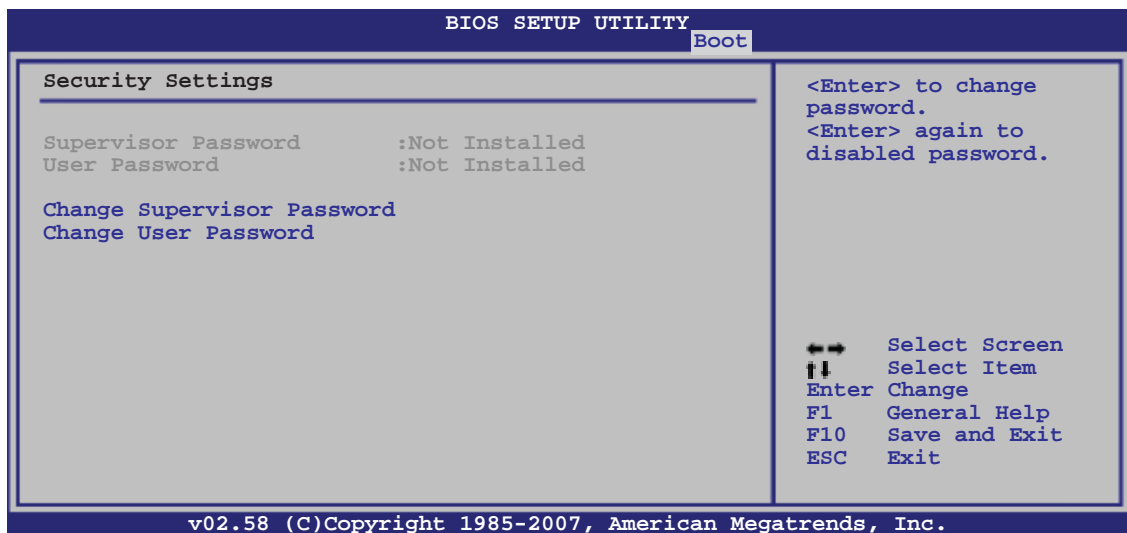 BIOS SETUP UTILITY
Boot
Security Settings
Supervisor Password :Not Installed
User Password :Not Installed
Change Supervisor Password
Change User Password
<Enter> to change
password.
<Enter> again to
disabled password.
←→ Select Screen
↑↓ Select Item
Enter Change
F1 General Help
F10 Save and Exit
ESC Exit
v02.58 (C)Copyright 1985-2007, American Megatrends, Inc.